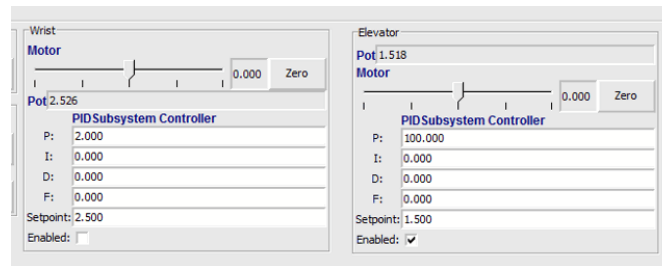 Wrist
Motor
0.000 Zero
Pot 2.526
PIDSubsystem Controller
P: 2.000
I: 0.000
D: 0.000
F: 0.000
Setpoint: 2.500
Enabled:
Elevator
Pot 1.518
Motor
0.000 Zero
PIDSubsystem Controller
P: 100.000
I: 0.000
D: 0.000
F: 0.000
Setpoint: 1.500
Enabled: